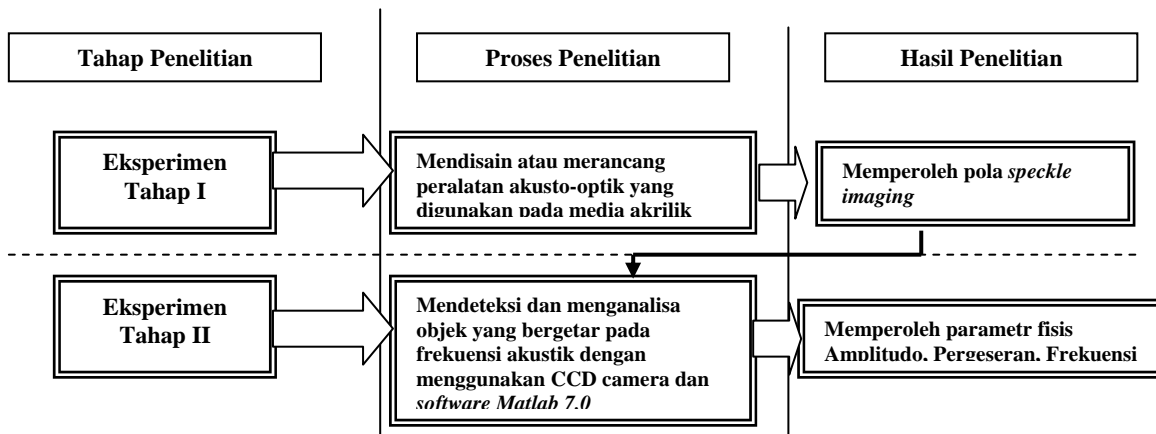 Tahap Penelitian
Proses Penelitian
Hasil Penelitian
Eksperimen
Tahap I
Mendisain atau merancang
peralatan akusto-optik yang
digunakan pada media akrilik
Memperoleh pola speckle
imaging
Eksperimen
Tahap II
Mendeteksi dan menganalisa
objek yang bergetar pada
frekuensi akustik dengan
menggunakan CCD camera dan
software Matlab 7.0
Memperoleh parametr fisis
Amplitudo, Pergeseran, Frekuensi